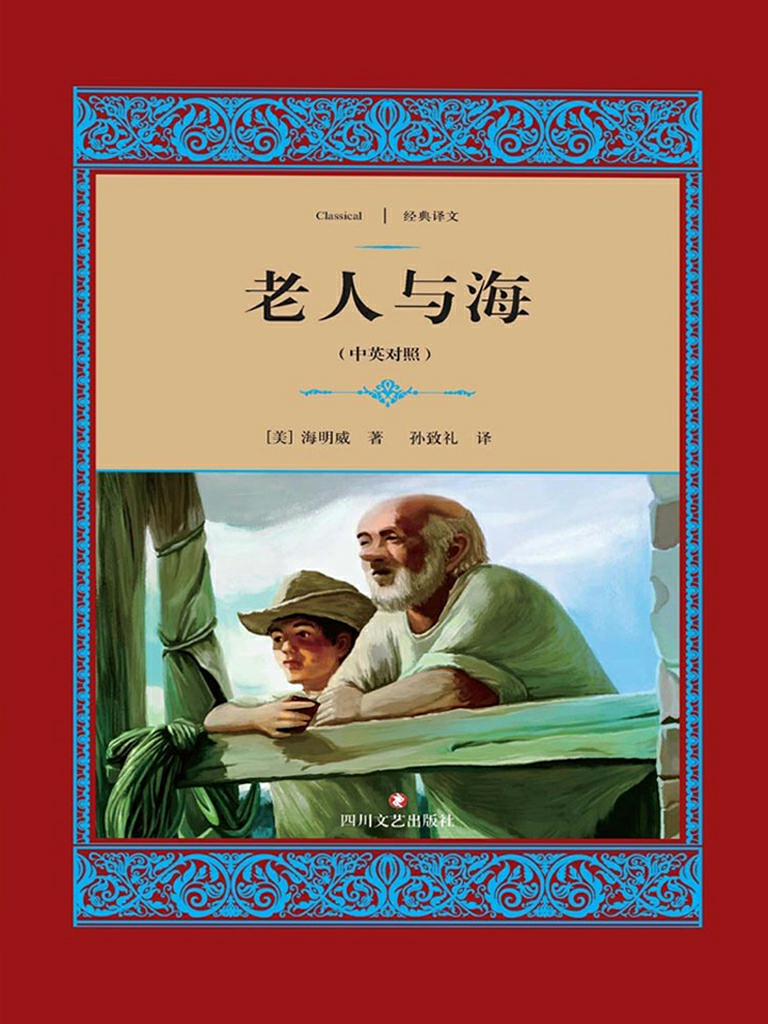 Classical | 经典译文
老人与海
（中英对照）
[美] 海明威 著 孙致礼 译
四川文艺出版社